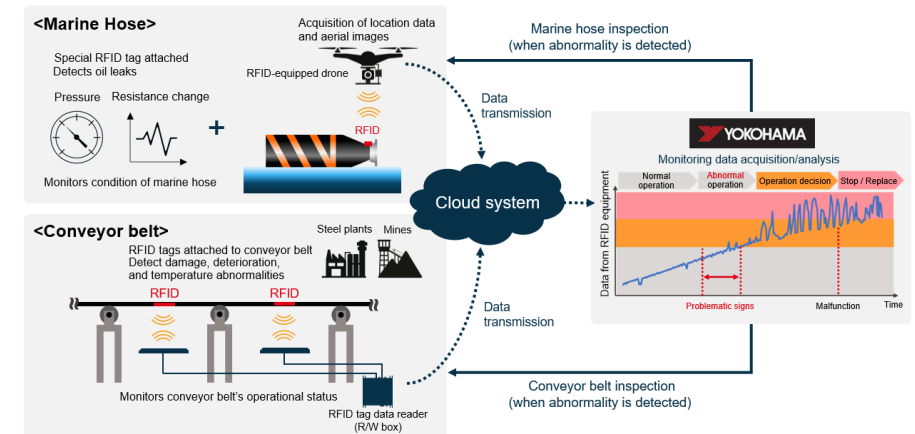 <Marine Hose>
Acquisition of location data
and aerial images
Special RFID tag attached
Detects oil leaks
RFID-equipped drone
Pressure
Resistance change
+
RFID
Monitors condition of marine hose
Marine hose inspection
(when abnormality is detected)
Data
transmission
Cloud system
<Conveyor belt>
RFID tags attached to conveyor belt
Detect damage, deterioration,
and temperature abnormalities
Steel plants
Mines
RFID
RFID
Monitors conveyor belt's operational status
RFID tag data reader
(R/W box)
Data
transmission
Conveyor belt inspection
(when abnormality is detected)
YOKOHAMA
Monitoring data acquisition/analysis
Normal
operation
Abnormal
operation
Operation decision
Stop / Replace
Data from RFID equipment
Problematic signs
Malfunction
Time